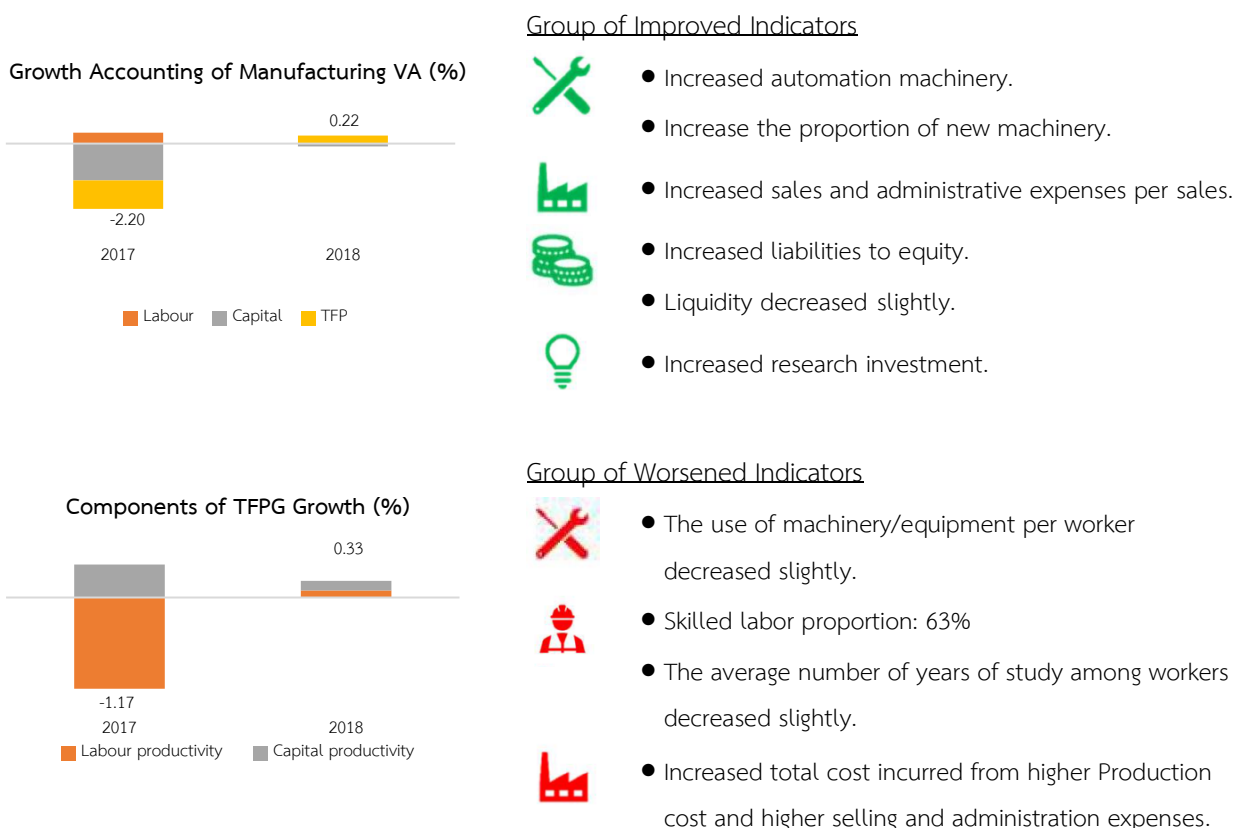 Group of Improved Indicators
Growth Accounting of Manufacturing VA (%)
0.22
-2.20
2017 2018
Labour Capital TFP
● Increased automation machinery.
● Increase the proportion of new machinery.
● Increased sales and administrative expenses per sales.
● Increased liabilities to equity.
● Liquidity decreased slightly.
● Increased research investment.
Group of Worsened Indicators
Components of TFPG Growth (%)
0.33
-1.17
2017 2018
Labour productivity Capital productivity
● The use of machinery/equipment per worker
decreased slightly.
● Skilled labor proportion: 63%
● The average number of years of study among workers
decreased slightly.
● Increased total cost incurred from higher Production
cost and higher selling and administration expenses.